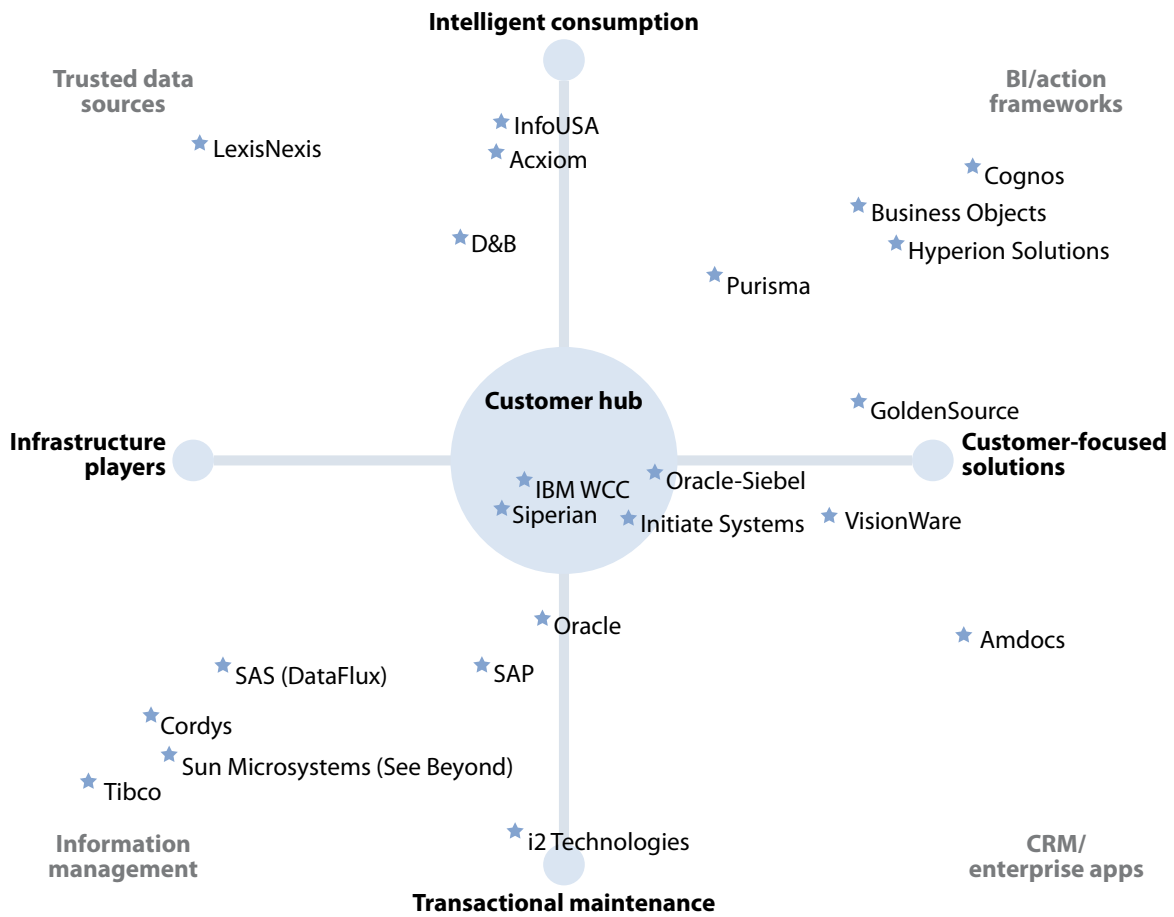 Intelligent consumption
Trusted data
sources
BI/action
frameworks
InfoUSA
LexisNexis
Acxiom
Cognos
Business Objects
D&B
Hyperion Solutions
Purisma
Customer hub
GoldenSource
Infrastructure
players
Customer-focused
solutions
Oracle-Siebel
IBM WCC
Siperian
Initiate Systems
VisionWare
Oracle
Amdocs
SAS (DataFlux)
SAP
Cordys
Sun Microsystems (See Beyond)
Tibco
i2 Technologies
Information
management
CRM/
enterprise apps
Transactional maintenance